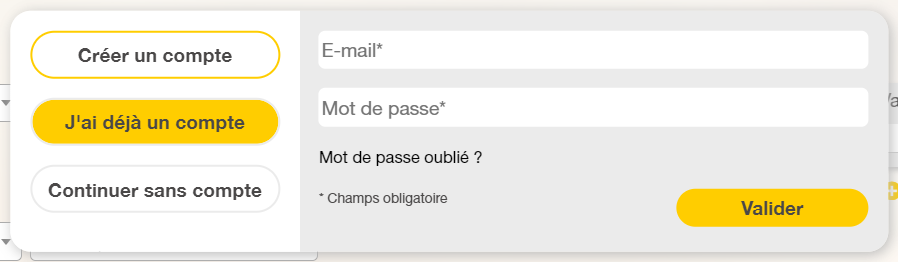 Créer un compte
J'ai déjà un compte
Continuer sans compte
E-mail*
Mot de passe*
Mot de passe oublié ?
* Champs obligatoire
Valider